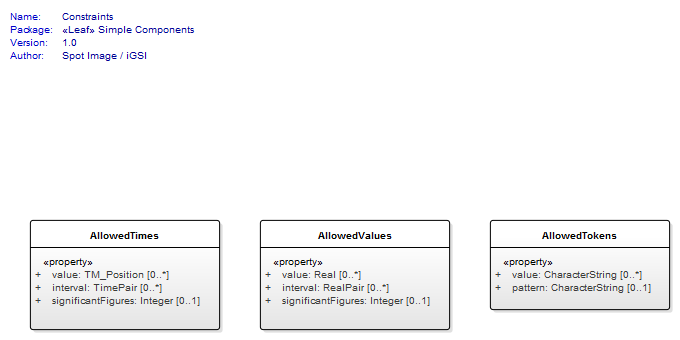 Name: Constraints
Package: «Leaf» Simple Components
Version: 1.0
Author: Spot Image / iGSI
AllowedTimes
«property»
+ value: TM_Position [0..*]
+ interval: TimePair [0..*]
+ significantFigures: Integer [0..1]
AllowedValues
«property»
+ value: Real [0..*]
+ interval: RealPair [0..*]
+ significantFigures: Integer [0..1]
AllowedTokens
«property»
+ value: CharacterString [0..*]
+ pattern: CharacterString [0..1]